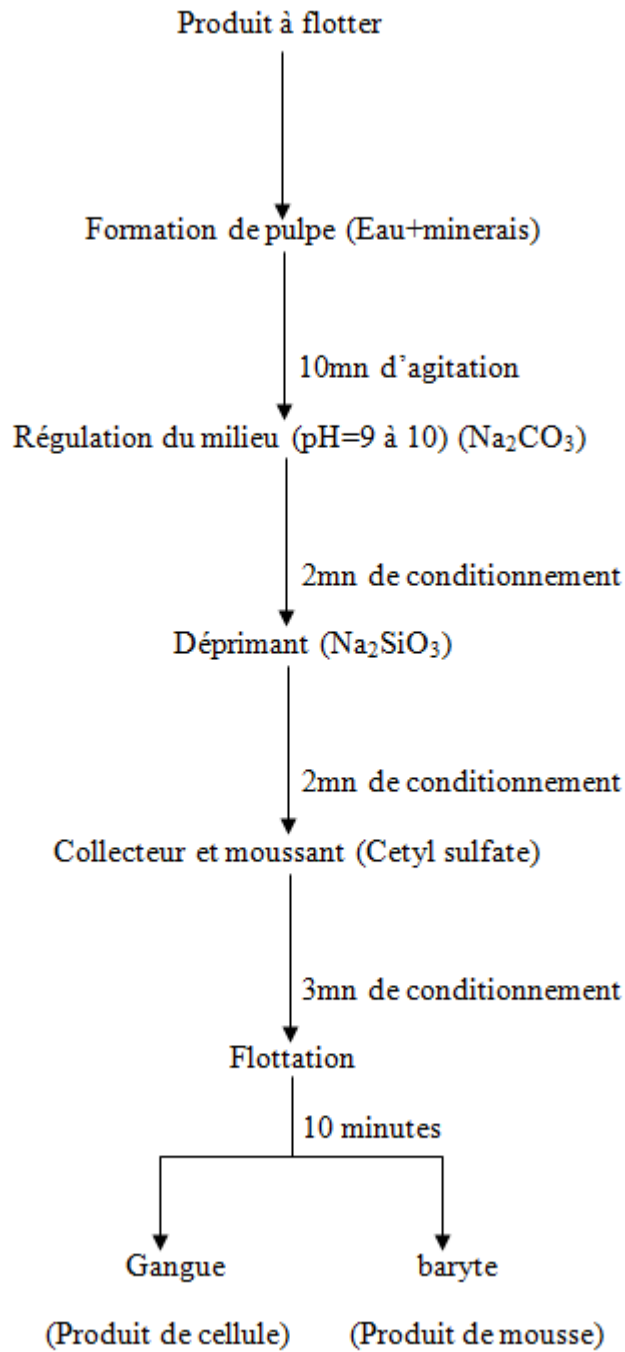 Produit à flotter
Formation de pulpe (Eau+minerais)
10mn d’agitation
Régulation du milieu (pH=9 à 10) (Na₂CO₃)
2mn de conditionnement
Déprimant (Na₂SiO₃)
2mn de conditionnement
Collecteur et moussant (Cetyl sulfate)
3mn de conditionnement
Flottation
10 minutes
Gangue baryte
(Produit de cellule) (Produit de mousse)